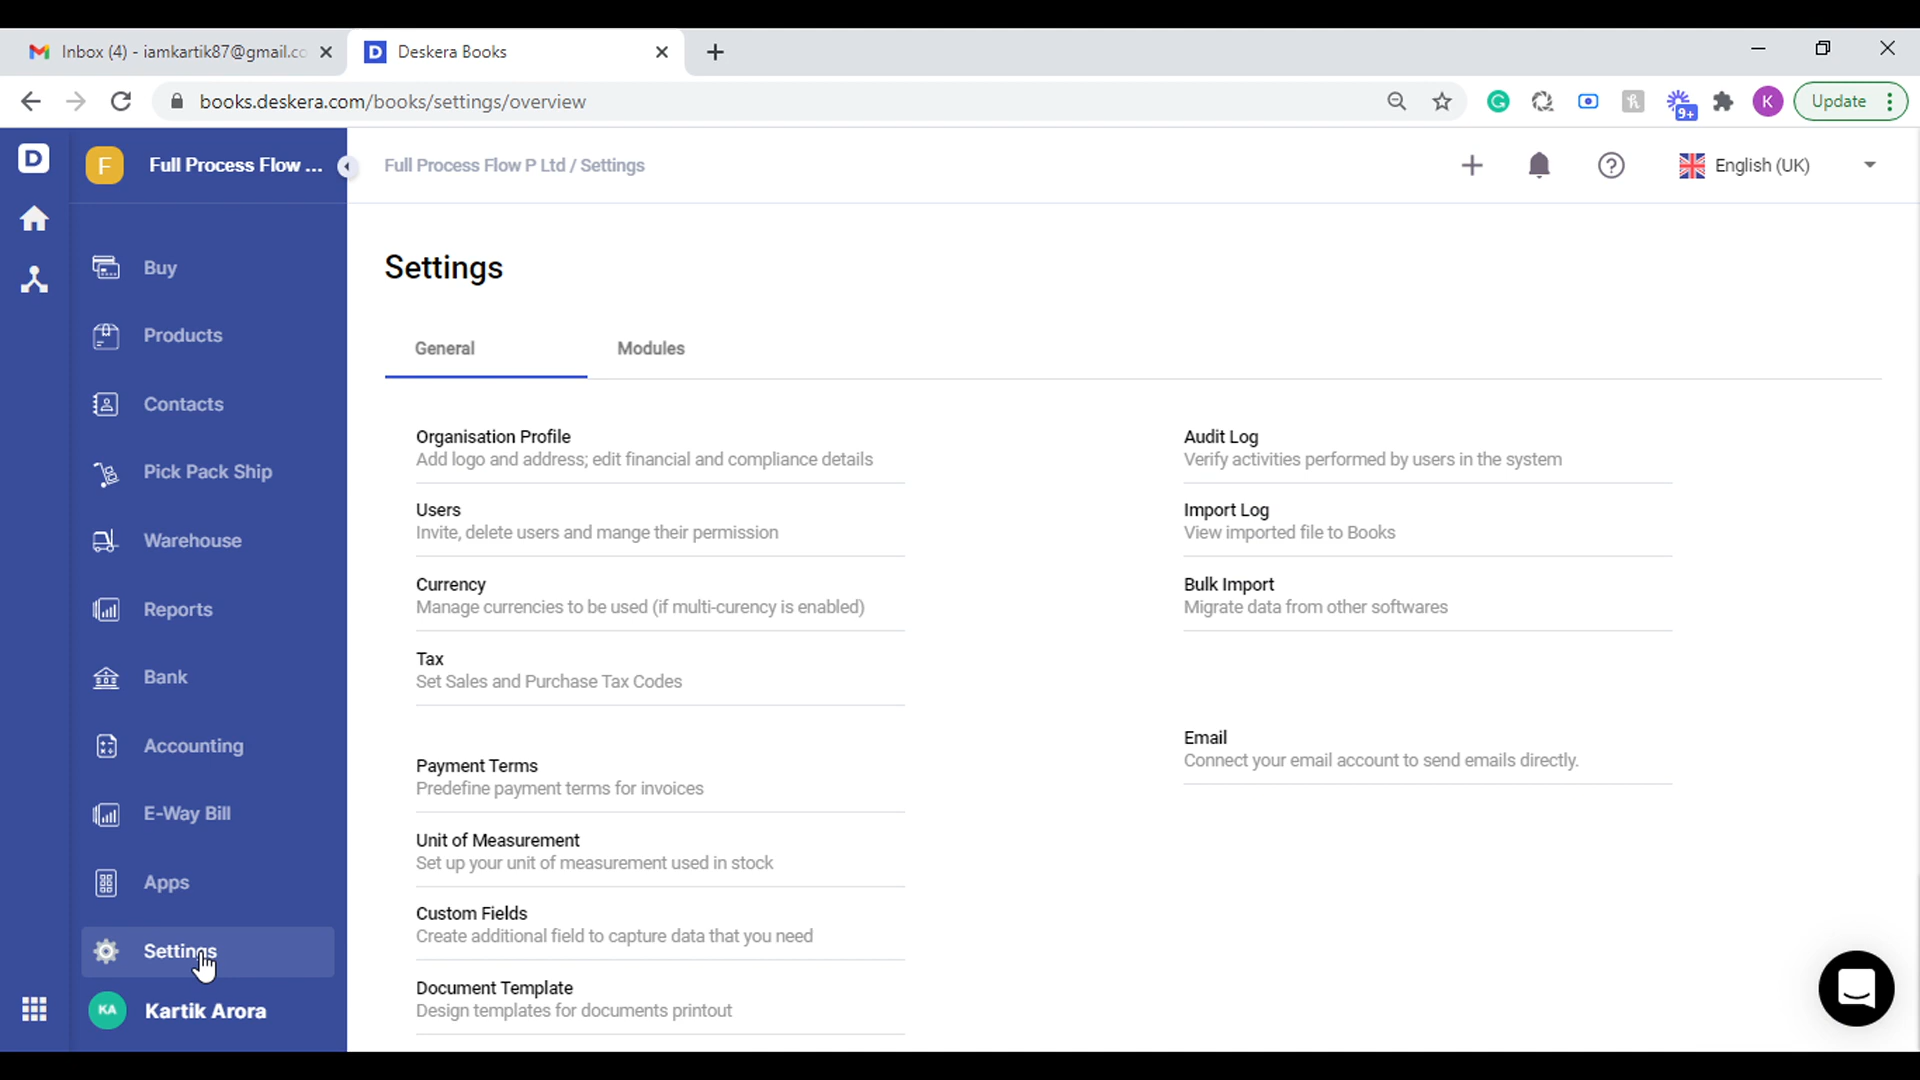 Inbox (4) - iamkartik87@gmail.co
Deskera Books
books.deskera.com/books/settings/overview
9+
K
Update
D
F
Full Process Flow ...
Full Process Flow P Ltd / Settings
English (UK)
Buy
Products
Contacts
Pick Pack Ship
Warehouse
Reports
Bank
Accounting
E-Way Bill
Apps
Settings
KA
Kartik Arora
Settings
General
Modules
Organisation Profile
Add logo and address; edit financial and compliance details
Users
Invite, delete users and mange their permission
Currency
Manage currencies to be used (if multi-curency is enabled)
Tax
Set Sales and Purchase Tax Codes
Payment Terms
Predefine payment terms for invoices
Unit of Measurement
Set up your unit of measurement used in stock
Custom Fields
Create additional field to capture data that you need
Document Template
Design templates for documents printout
Audit Log
Verify activities performed by users in the system
Import Log
View imported file to Books
Bulk Import
Migrate data from other softwares
Email
Connect your email account to send emails directly.